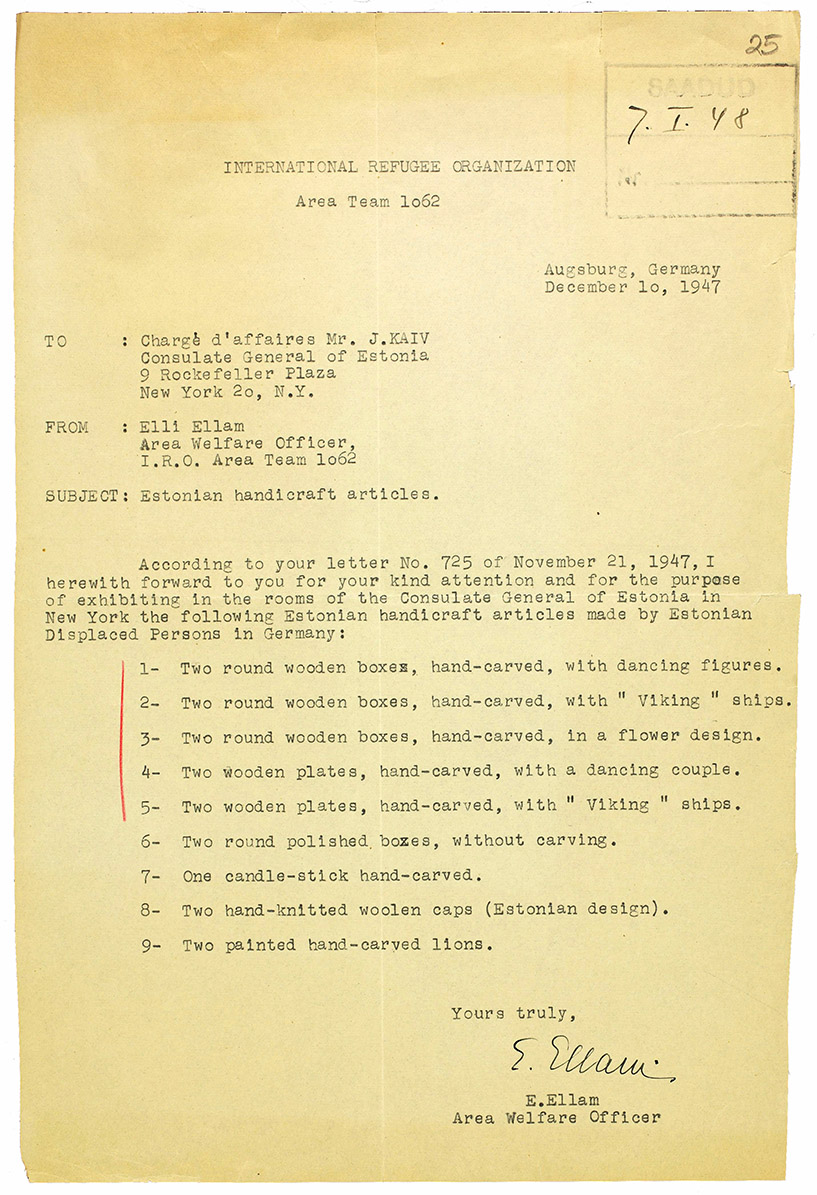 25
SAADUD
7. I. 48
INTERNATIONAL REFUGEE ORGANIZATION
Area Team 1o62
Augsburg, Germany
December 1o, 1947
TO : Chargè d'affaires Mr. J.KAIV
Consulate General of Estonia
9 Rockefeller Plaza
New York 2o, N.Y.
FROM : Elli Ellam
Area Welfare Officer,
I.R.O. Area Team 1o62
SUBJECT: Estonian handicraft articles.
According to your letter No. 725 of November 21, 1947, I
herewith forward to you for your kind attention and for the purpose
of exhibiting in the rooms of the Consulate General of Estonia in
New York the following Estonian handicraft articles made by Estonian
Displaced Persons in Germany:
1- Two round wooden boxes, hand-carved, with dancing figures.
2- Two round wooden boxes, hand-carved, with " Viking " ships.
3- Two round wooden boxes, hand-carved, in a flower design.
4- Two wooden plates, hand-carved, with a dancing couple.
5- Two wooden plates, hand-carved, with " Viking " ships.
6- Two round polished boxes, without carving.
7- One candle-stick hand-carved.
8- Two hand-knitted woolen caps (Estonian design).
9- Two painted hand-carved lions.
Yours truly,
E. Ellam
E.Ellam
Area Welfare Officer